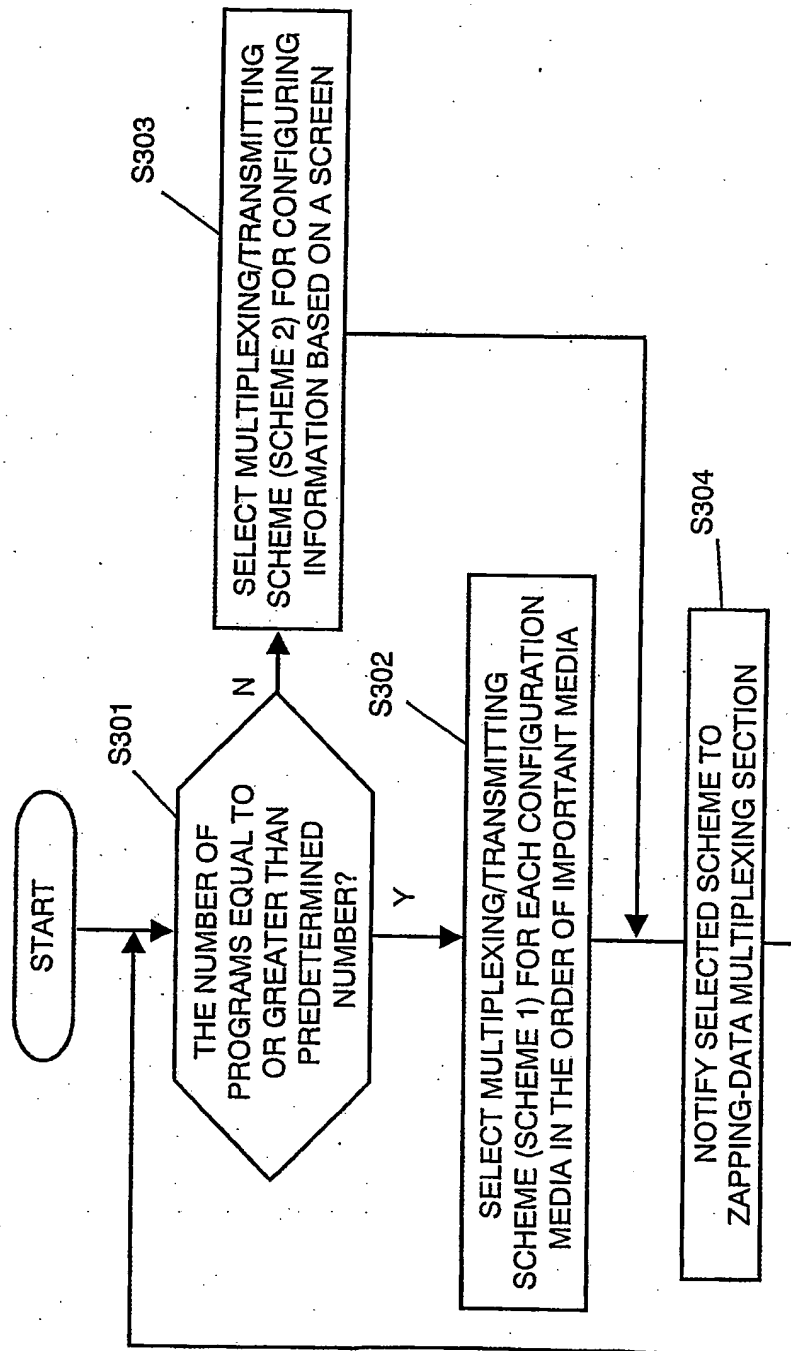 START
S301
THE NUMBER OF
PROGRAMS EQUAL TO
OR GREATER THAN
PREDETERMINED
NUMBER?
N
Y
S303
SELECT MULTIPLEXING/TRANSMITTING
SCHEME (SCHEME 2) FOR CONFIGURING
INFORMATION BASED ON A SCREEN
S302
SELECT MULTIPLEXING/TRANSMITTING
SCHEME (SCHEME 1) FOR EACH CONFIGURATION
MEDIA IN THE ORDER OF IMPORTANT MEDIA
S304
NOTIFY SELECTED SCHEME TO
ZAPPING-DATA MULTIPLEXING SECTION